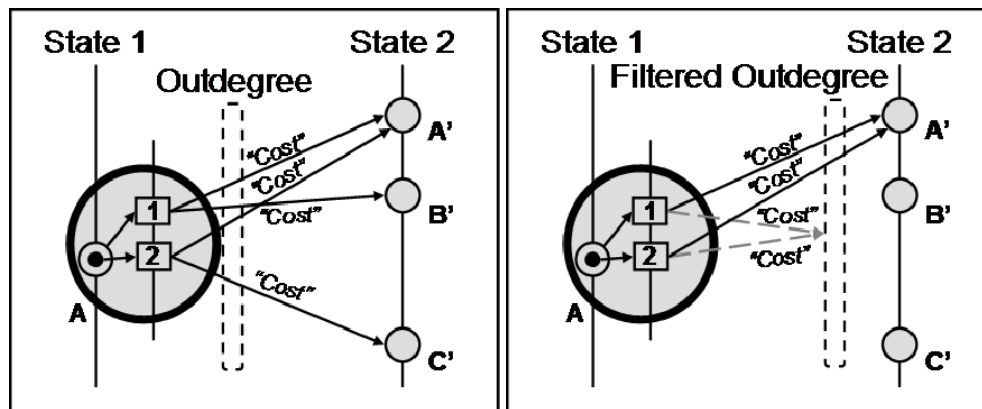 State 1
State 2
Outdegree
A'
"Cost"
"Cost"
1
"Cost"
B'
2
"Cost"
A
C'
State 1
State 2
Filtered Outdegree
A'
"Cost"
"Cost"
1
"Cost"
B'
2
"Cost"
A
C'